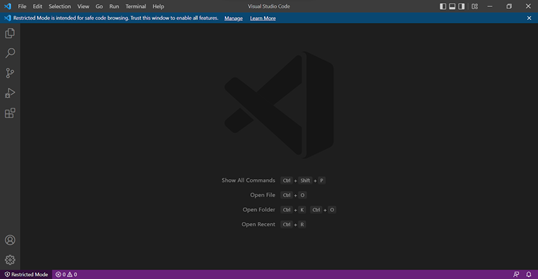 File Edit Selection View Go Run Terminal Help Visual Studio Code
Restricted Mode is intended for safe code browsing. Trust this window to enable all features. Manage Learn More
Show All Commands Ctrl + Shift + P
Open File Ctrl + O
Open Folder Ctrl + K Ctrl + O
Open Recent Ctrl + R
Restricted Mode 0 0